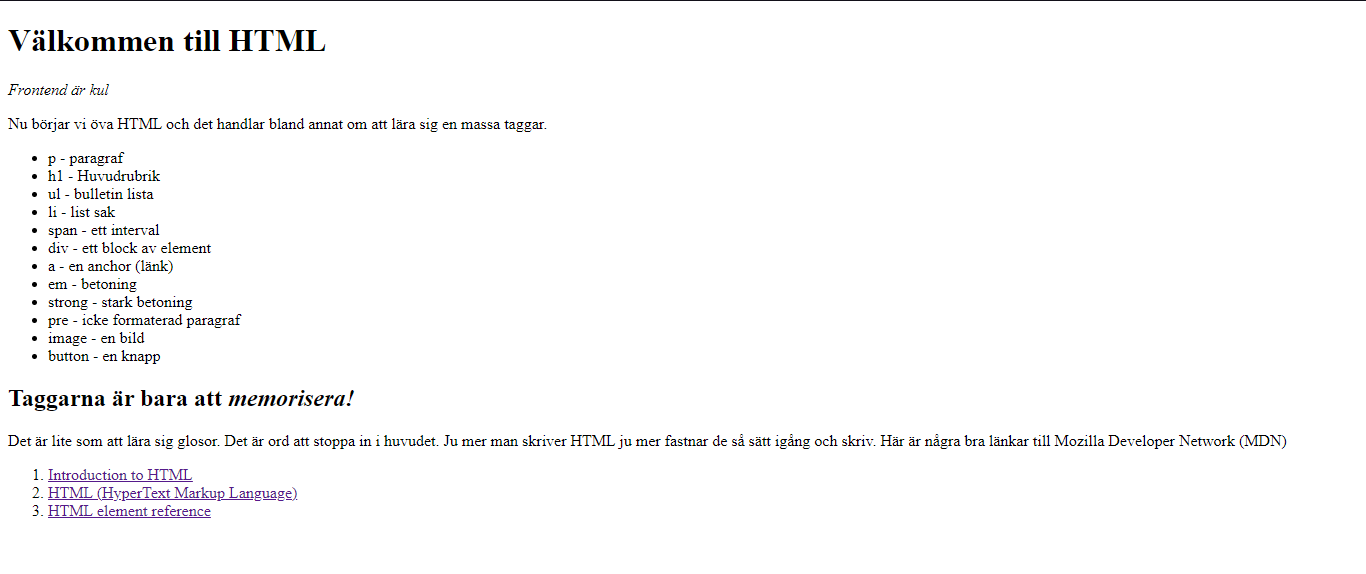 Välkommen till HTML
Frontend är kul
Nu börjar vi öva HTML och det handlar bland annat om att lära sig en massa taggar.
• p - paragraf
• h1 - Huvudrubrik
• ul - bulletin lista
• li - list sak
• span - ett interval
• div - ett block av element
• a - en anchor (länk)
• em - betoning
• strong - stark betoning
• pre - icke formaterad paragraf
• image - en bild
• button - en knapp
Taggarna är bara att memorisera!
Det är lite som att lära sig glosor. Det är ord att stoppa in i huvudet. Ju mer man skriver HTML ju mer fastnar de så sätt igång och skriv. Här är några bra länkar till Mozilla Developer Network (MDN)
1. Introduction to HTML
2. HTML (HyperText Markup Language)
3. HTML element reference